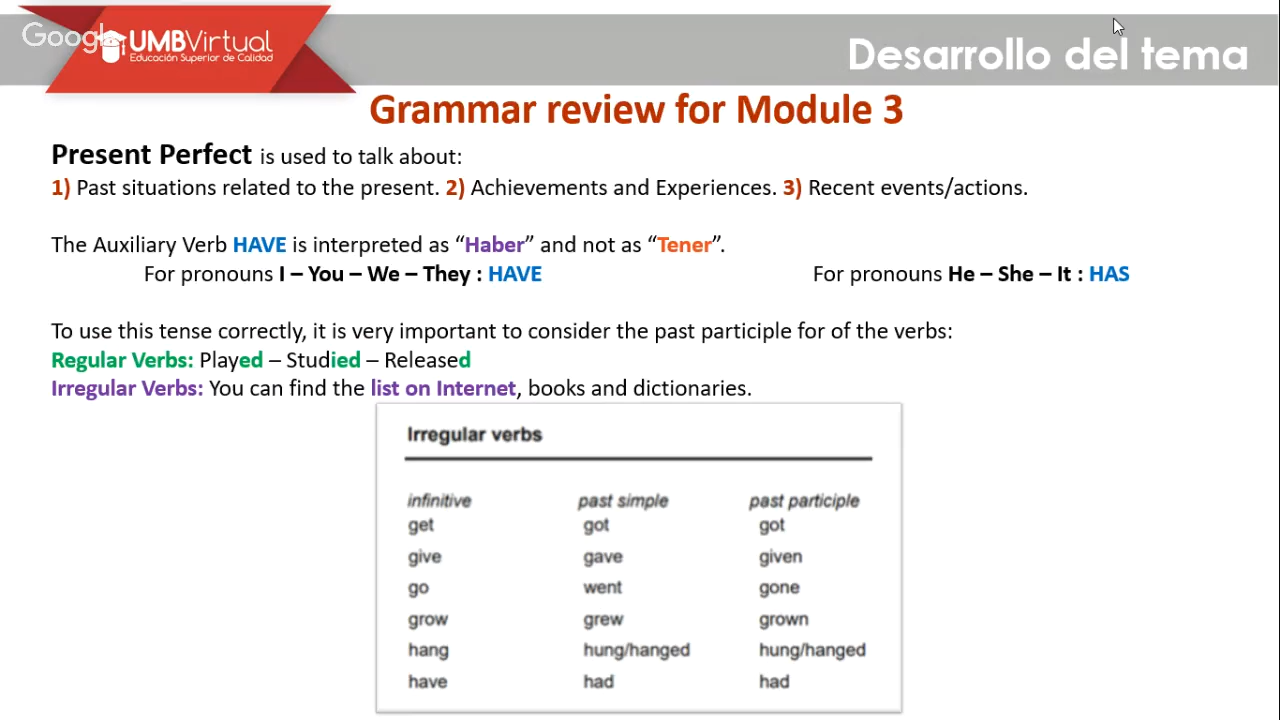 Google
UMBVirtual
Educación Superior de Calidad
Desarrollo del tema
Grammar review for Module 3
Present Perfect is used to talk about:
1) Past situations related to the present. 2) Achievements and Experiences. 3) Recent events/actions.
The Auxiliary Verb HAVE is interpreted as “Haber” and not as “Tener”.
For pronouns I – You – We – They : HAVE For pronouns He – She – It : HAS
To use this tense correctly, it is very important to consider the past participle for of the verbs:
Regular Verbs: Played – Studied – Released
Irregular Verbs: You can find the list on Internet, books and dictionaries.
Irregular verbs
infinitive past simple past participle
get got got
give gave given
go went gone
grow grew grown
hang hung/hanged hung/hanged
have had had